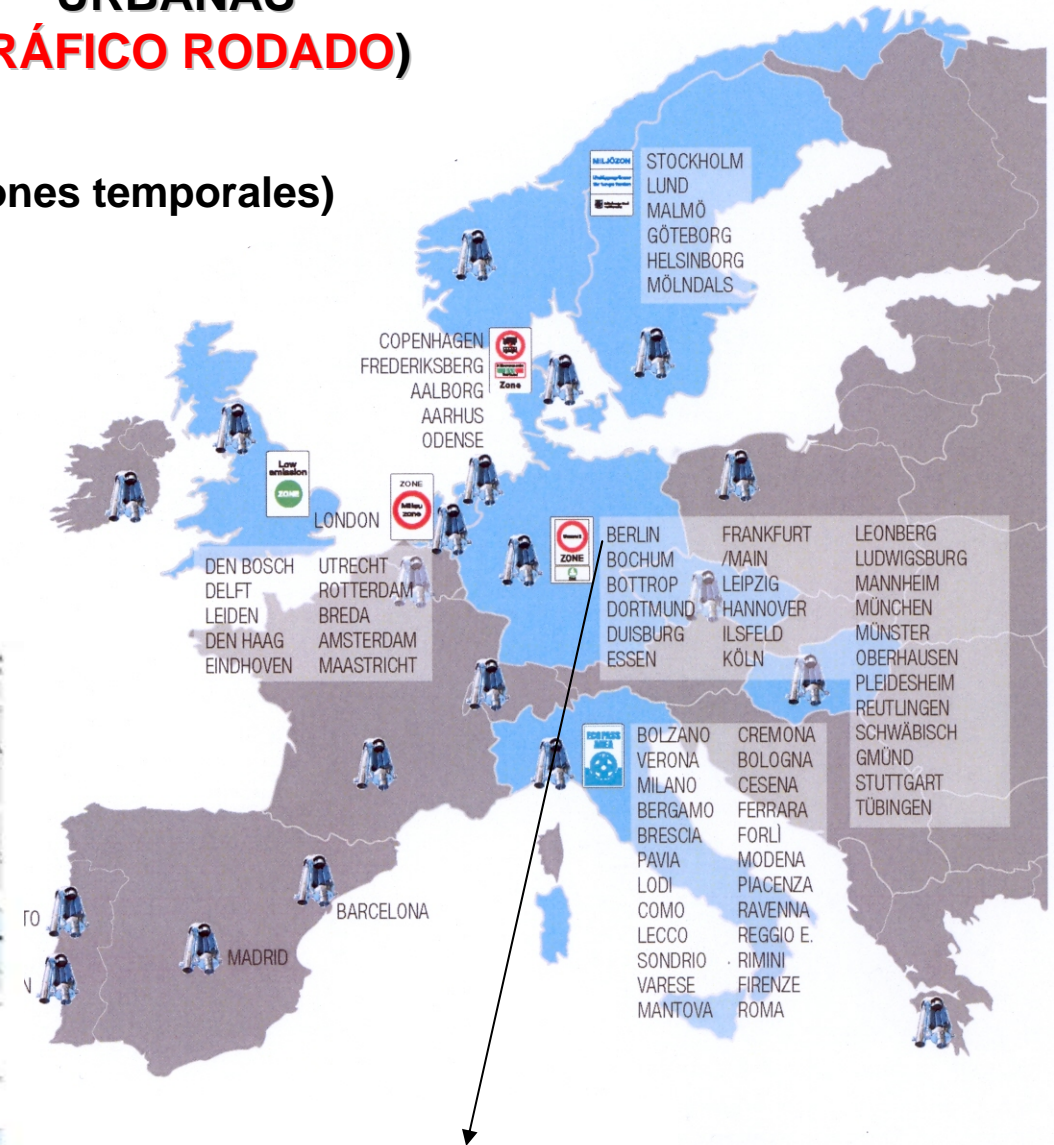 URBANAS
RÁFICO RODADO)
ones temporales)
MILJÖZON
STOCKHOLM
LUND
MALMÖ
GÖTEBORG
HELSINBORG
MÖLNDALS
COPENHAGEN
FREDERIKSBERG
AALBORG
AARHUS
ODENSE
Zone
Low
emission
ZONE
LONDON
ZONE
Milieu
zone
DEN BOSCH UTRECHT
DELFT ROTTERDAM
LEIDEN BREDA
DEN HAAG AMSTERDAM
EINDHOVEN MAASTRICHT
ZONE
BERLIN FRANKFURT LEONBERG
BOCHUM /MAIN LUDWIGSBURG
BOTTROP LEIPZIG MANNHEIM
DORTMUND HANNOVER MÜNCHEN
DUISBURG ILSFELD MÜNSTER
ESSEN KÖLN OBERHAUSEN
PLEIDESHEIM
REUTLINGEN
SCHWÄBISCH
GMÜND
STUTTGART
TÜBINGEN
ECOPASS
AREA
BOLZANO CREMONA
VERONA BOLOGNA
MILANO CESENA
BERGAMO FERRARA
BRESCIA FORLÌ
PAVIA MODENA
LODI PIACENZA
COMO RAVENNA
LECCO REGGIO E.
SONDRIO RIMINI
VARESE FIRENZE
MANTOVA ROMA
BARCELONA
TO
MADRID
N